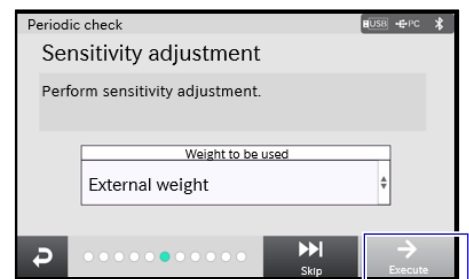 Periodic check
USB PC
Sensitivity adjustment
Perform sensitivity adjustment.
Weight to be used
External weight
Skip
Execute